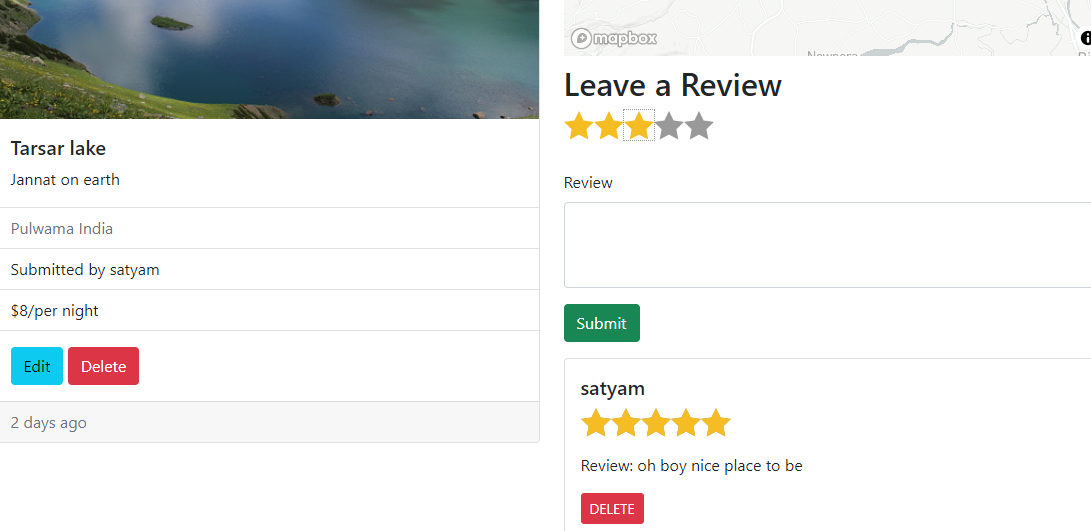 Tarsar lake
Jannat on earth
Pulwama India
Submitted by satyam
$8/per night
Edit Delete
2 days ago
mapbox
Leave a Review
Review
Submit
satyam
Review: oh boy nice place to be
DELETE